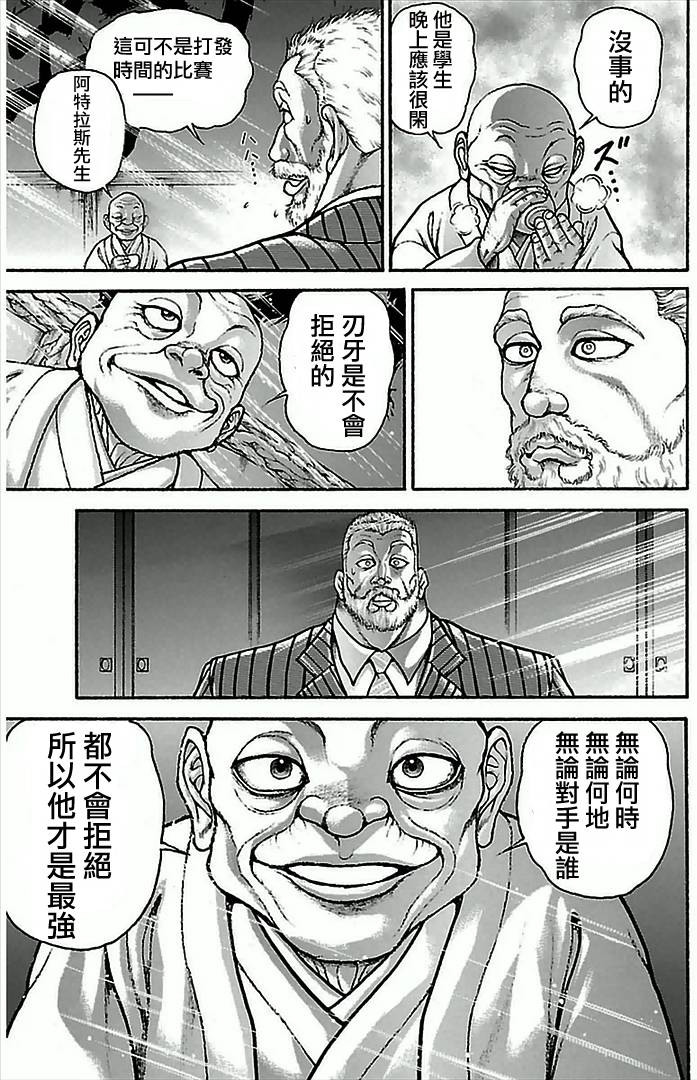 沒事的
他是學生
晚上應該很閑
ズズ
這可不是打發
時間的比賽
——
阿特拉斯先生
刃牙是不會
拒絕的
無論何時
無論何地
無論對手是誰
都不會拒絕
所以他才是最強